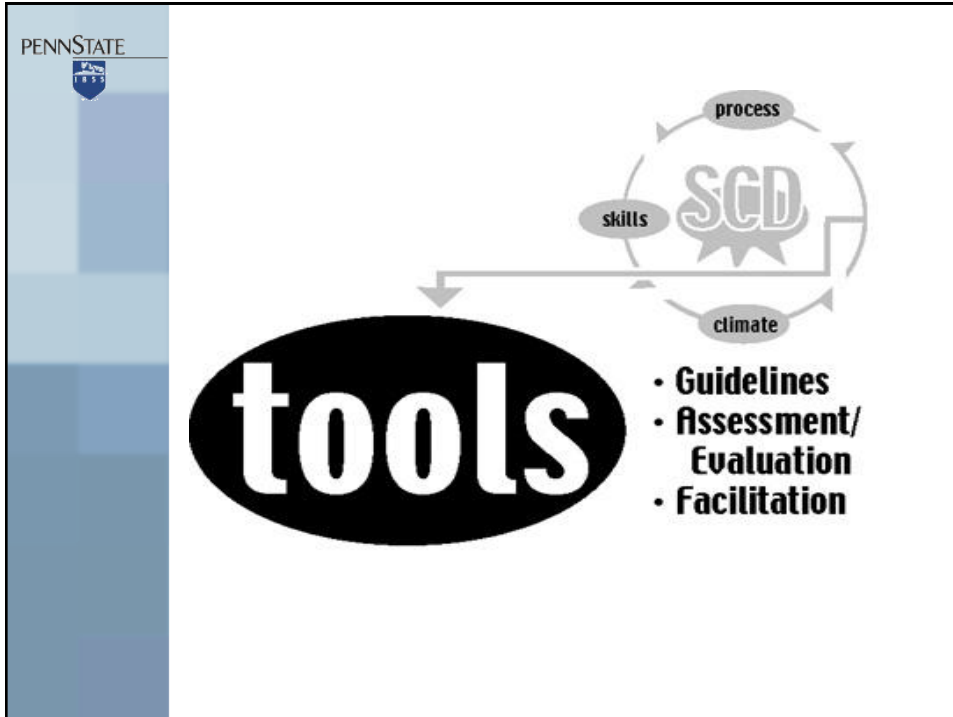 PENNSTATE
1855
process
SCD
skills
climate
tools
• Guidelines
• Assessment/
Evaluation
• Facilitation